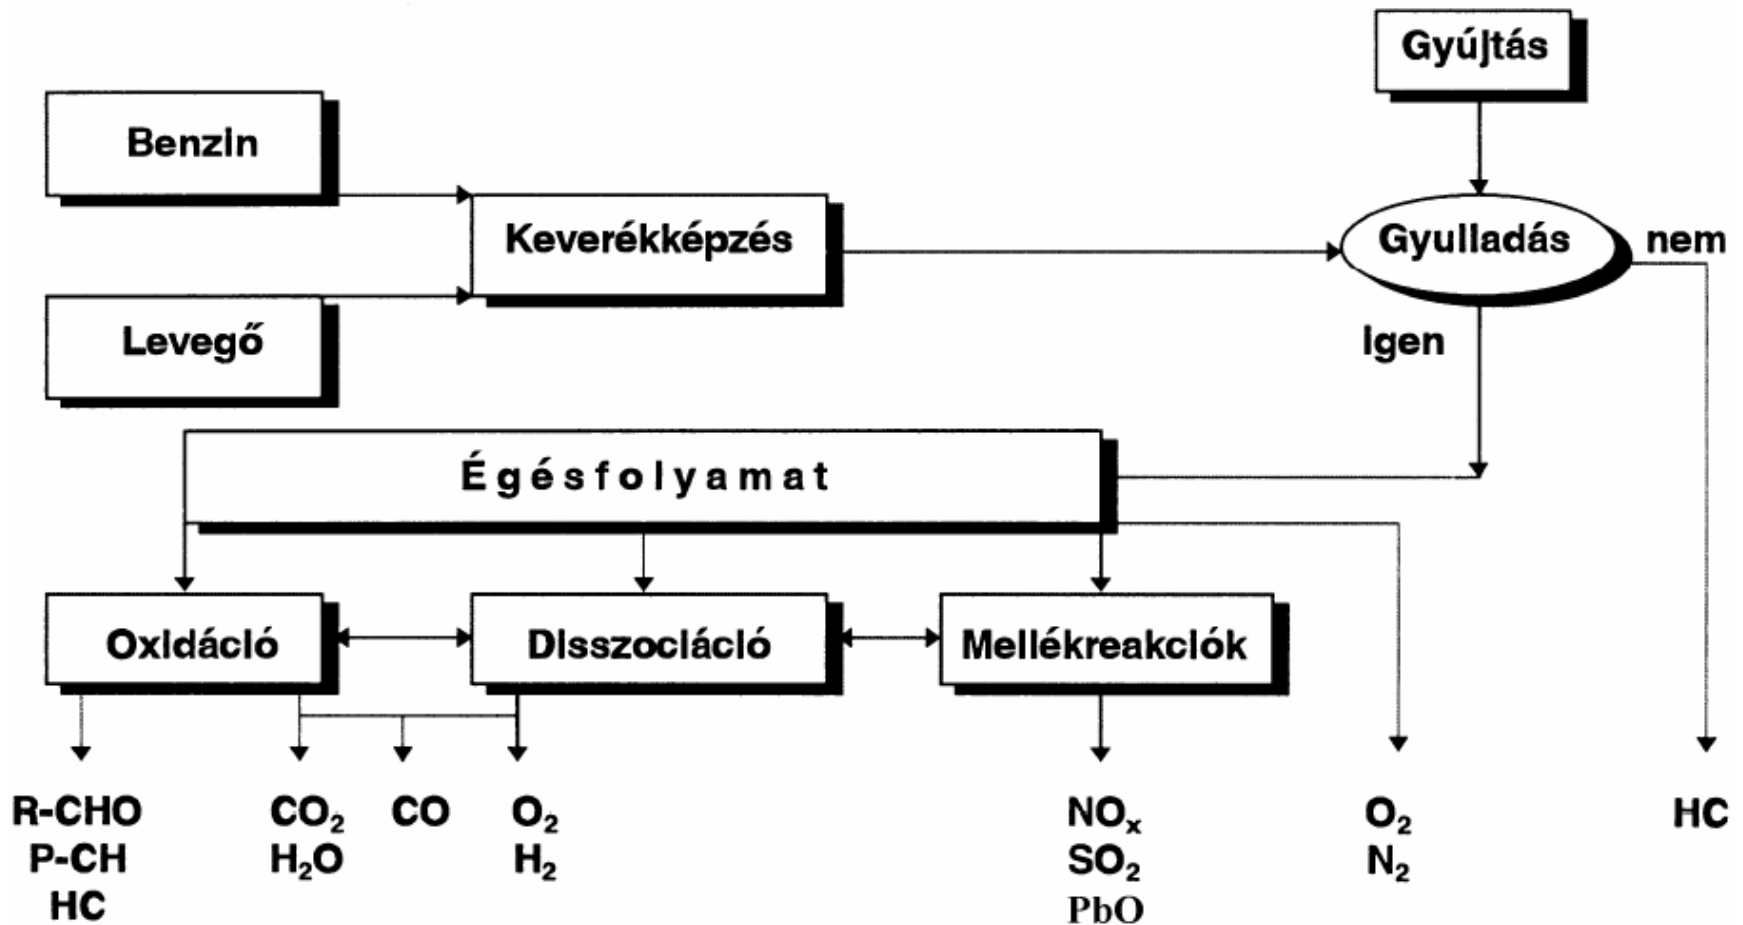 Gyújtás
Benzin
Keverékképzés
Gyulladás
nem
Levegő
igen
Égésfolyamat
Oxidáció
Disszociáció
Mellékreakciók
R-CHO
P-CH
HC
CO₂
H₂O
CO
O₂
H₂
NOₓ
SO₂
PbO
O₂
N₂
HC